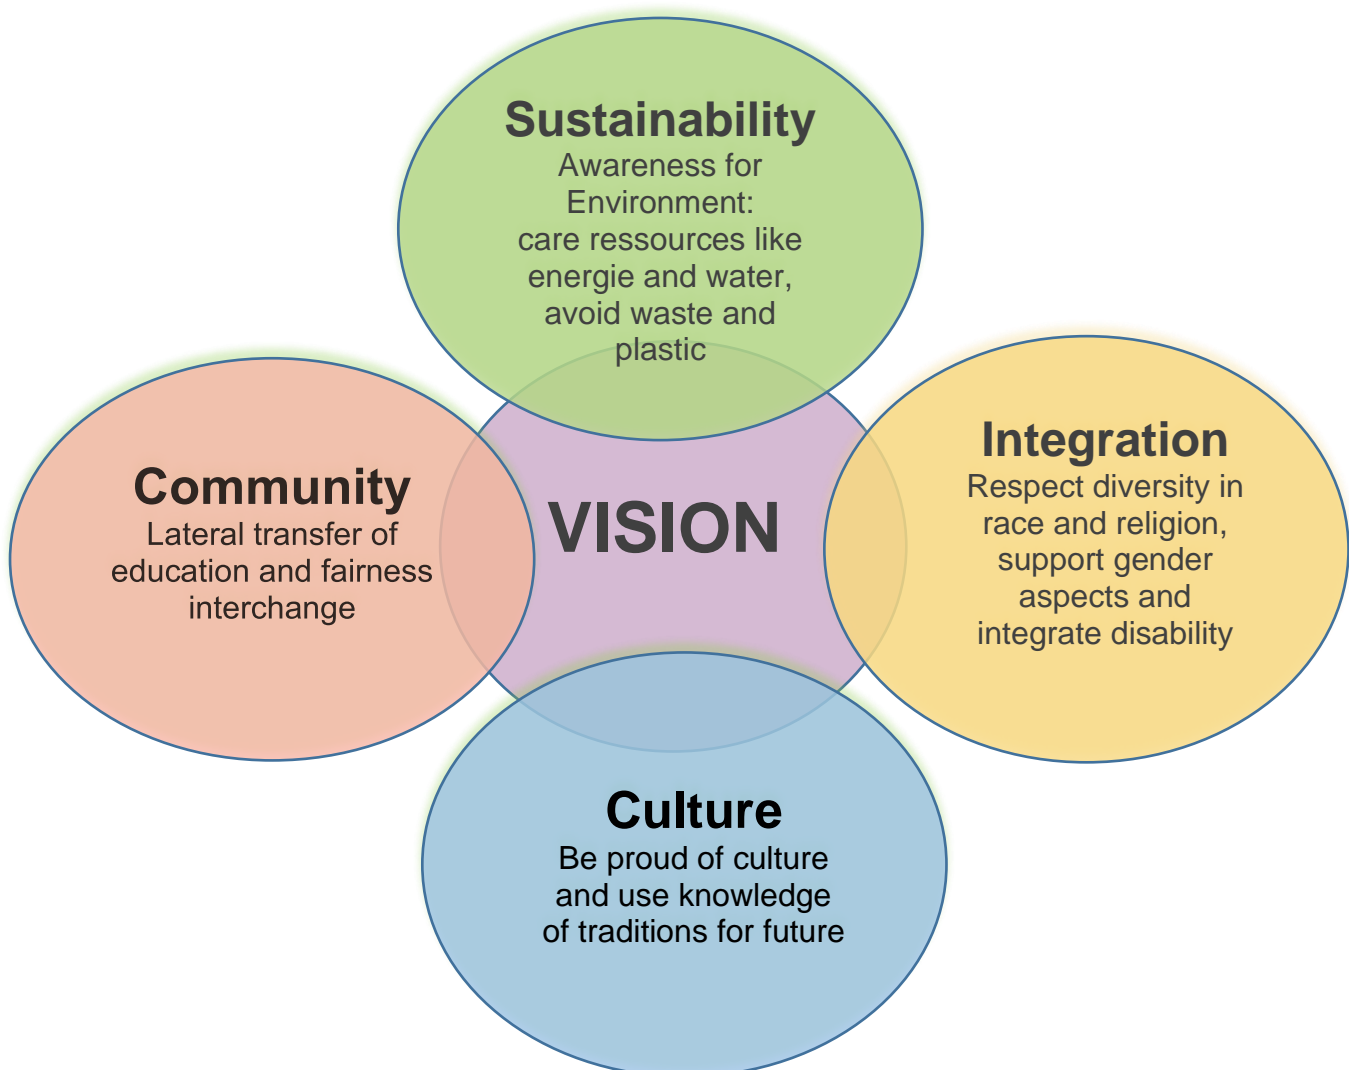 Sustainability
Awareness for
Environment:
care ressources like
energie and water,
avoid waste and
plastic
Community
Lateral transfer of
education and fairness
interchange
VISION
Integration
Respect diversity in
race and religion,
support gender
aspects and
integrate disability
Culture
Be proud of culture
and use knowledge
of traditions for future